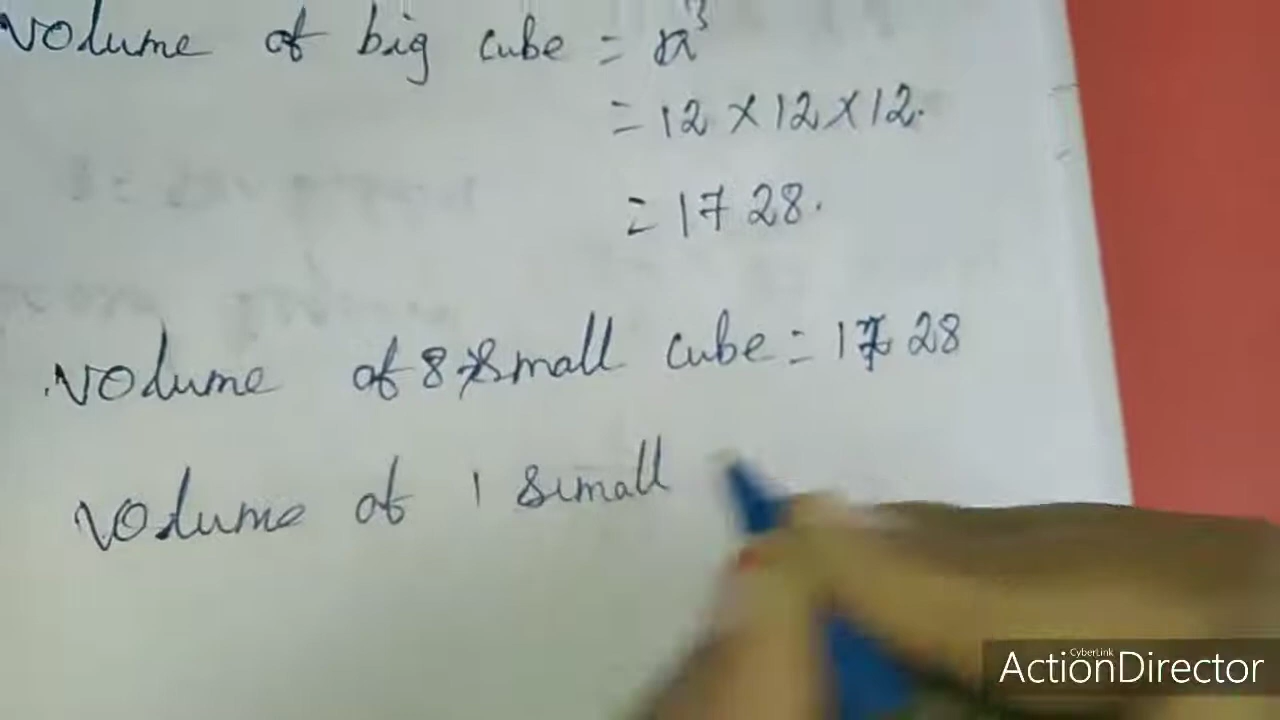 Volume of big cube = a³
= 12 × 12 × 12.
= 1728.
Volume of 8 small cube = 1728
Volume of 1 small
CyberLink
ActionDirector